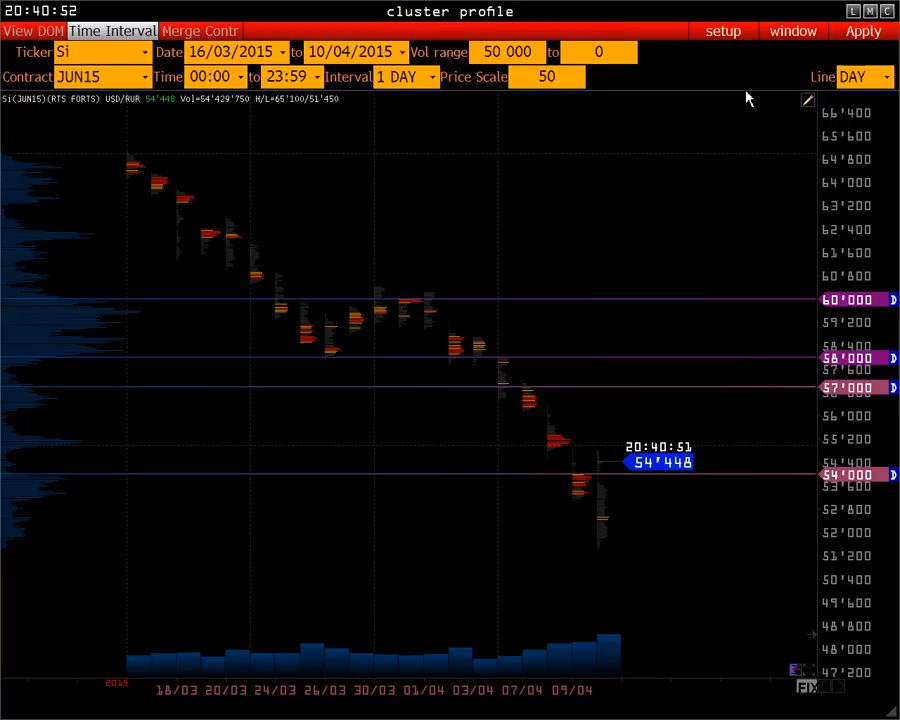 20:40:52
cluster profile
L M C
View DOM Time Interval Merge Contr
setup window Apply
Ticker Si Date 16/03/2015 to 10/04/2015 Vol range 50 000 to 0
Contract JUN15 Time 00:00 to 23:59 Interval 1 DAY Price Scale 50 Line DAY
Si(JUN15)(RTS FORTS) USD/RUR 54'448 Vol=54'429'750 H/L=65'100/51'450
66'400
65'600
64'800
64'000
63'200
62'400
61'600
60'800
60'000 D
59'200
58'400
58'000 D
57'600
57'000 D
56'000
55'200
20:40:51
54'448
54'400
54'000 D
53'600
52'800
52'000
51'200
50'400
49'600
48'800
48'000
47'200
2015
18/03 20/03 24/03 26/03 30/03 01/04 03/04 07/04 09/04
FIX